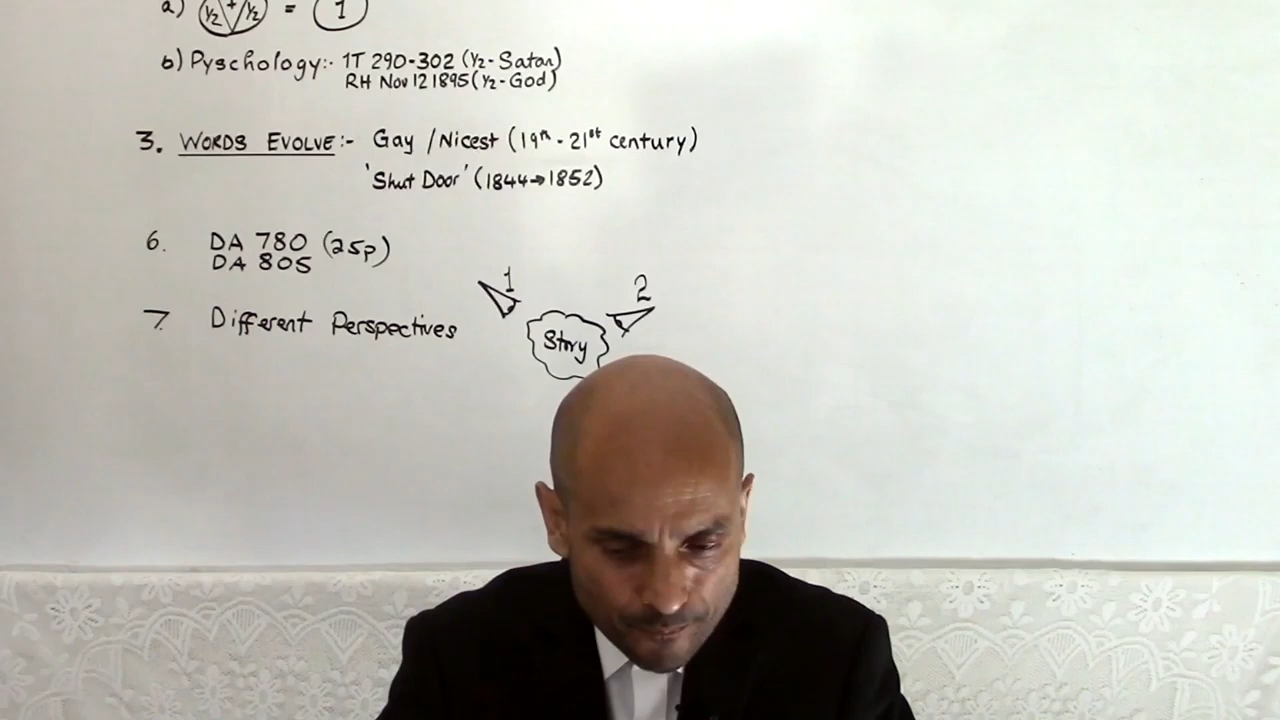 a) ½ + ½ = 1
b) Pyschology:- 1T 290-302 (½-Satan)
RH Nov 12 1895 (½-God)
3. WORDS EVOLVE:- Gay / Nicest (19th - 21st century)
'Shut Door' (1844→1852)
6. DA 780 (25p)
DA 805
7. Different Perspectives
1
2
Story